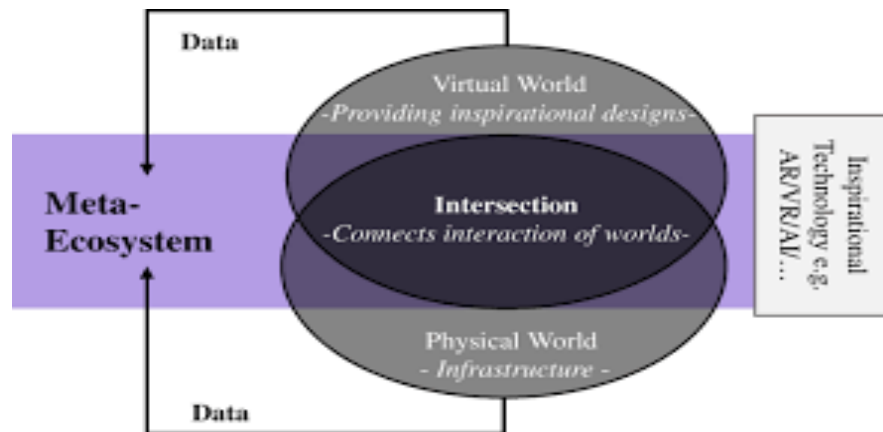 Data
Virtual World
-Providing inspirational designs-
Meta-
Ecosystem
Intersection
-Connects interaction of worlds-
Inspirational
Technology e.g.
AR/VR/AI/…
Physical World
- Infrastructure -
Data